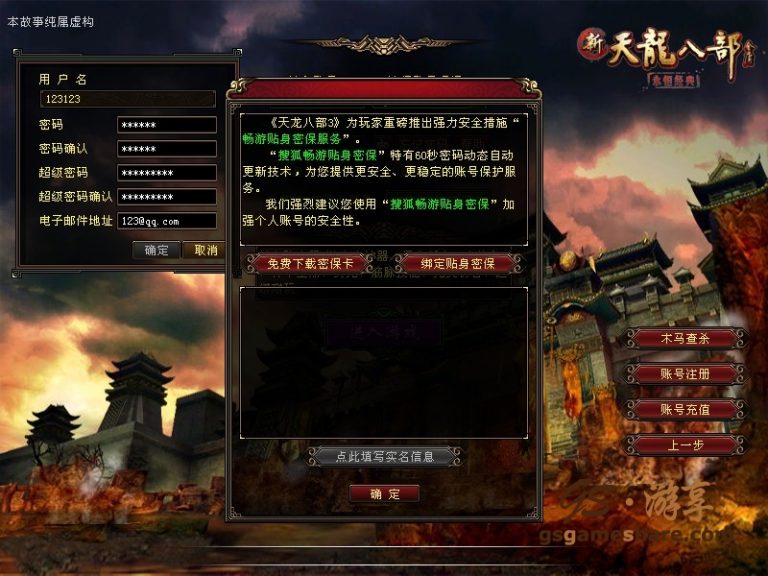 本故事纯属虚构
新天龍八部
永恒經典
用 户 名
123123
密码 ******
密码确认 ******
超级密码 *********
超级密码确认 *********
电子邮件地址 123@qq.com
确定 取消
《天龙八部3》为玩家重磅推出强力安全措施“
畅游贴身密保服务”。
“搜狐畅游贴身密保”特有60秒密码动态自动
更新技术，为您提供更安全、更稳定的账号保护服
务。
我们强烈建议您使用“搜狐畅游贴身密保”加
强个人账号的安全性。
免费下载密保卡 绑定贴身密保
进入游戏
点此填写实名信息
确 定
木马查杀
账号注册
账号充值
上一步
游享
gsgamespace.com